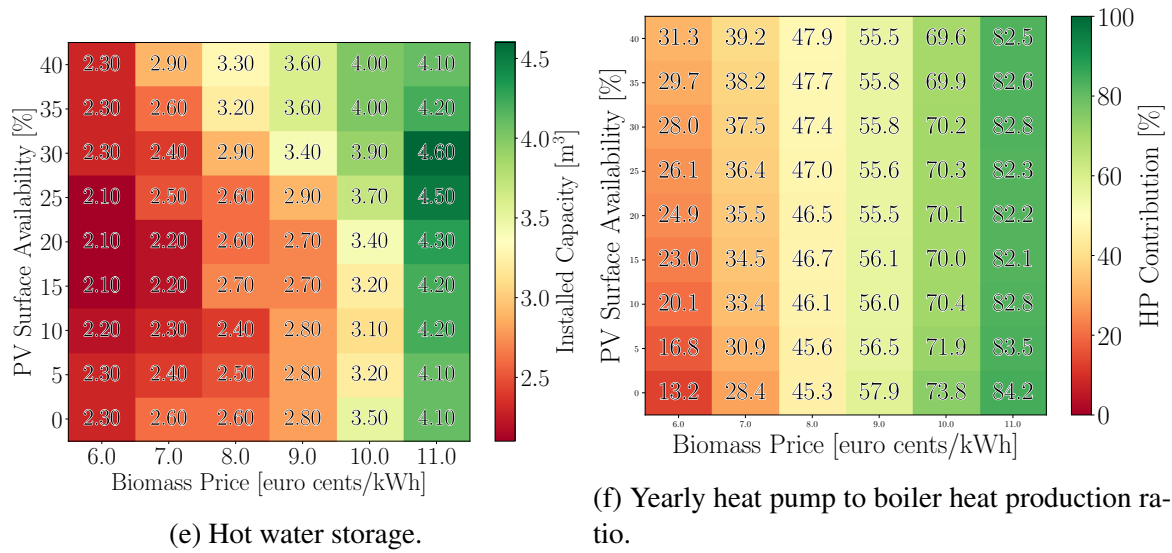 PV Surface Availability [%]
40 2.30 2.90 3.30 3.60 4.00 4.10
35 2.30 2.60 3.20 3.60 4.00 4.20
30 2.30 2.40 2.90 3.40 3.90 4.60
25 2.10 2.50 2.60 2.90 3.70 4.50
20 2.10 2.20 2.60 2.70 3.40 4.30
15 2.10 2.20 2.70 2.70 3.20 4.20
10 2.20 2.30 2.40 2.80 3.10 4.20
5 2.30 2.40 2.50 2.80 3.20 4.10
0 2.30 2.60 2.60 2.80 3.50 4.10
6.0 7.0 8.0 9.0 10.0 11.0
Biomass Price [euro cents/kWh]
4.5
4.0
3.5
3.0
2.5
Installed Capacity [m³]
(e) Hot water storage.
PV Surface Availability [%]
40 31.3 39.2 47.9 55.5 69.6 82.5
35 29.7 38.2 47.7 55.8 69.9 82.6
30 28.0 37.5 47.4 55.8 70.2 82.8
25 26.1 36.4 47.0 55.6 70.3 82.3
20 24.9 35.5 46.5 55.5 70.1 82.2
15 23.0 34.5 46.7 56.1 70.0 82.1
10 20.1 33.4 46.1 56.0 70.4 82.8
5 16.8 30.9 45.6 56.5 71.9 83.5
0 13.2 28.4 45.3 57.9 73.8 84.2
6.0 7.0 8.0 9.0 10.0 11.0
Biomass Price [euro cents/kWh]
100
80
60
40
20
0
HP Contribution [%]
(f) Yearly heat pump to boiler heat production ra-
tio.